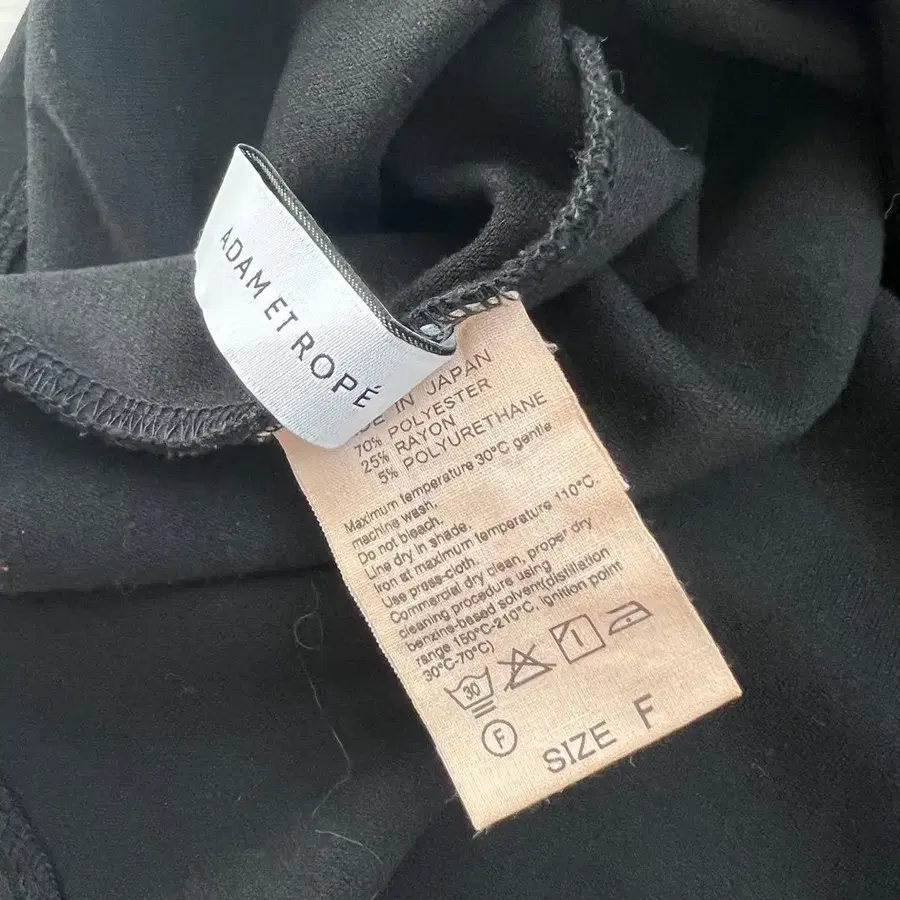 ADAM ET ROPÉ
IN JAPAN
70% POLYESTER
25% RAYON
5% POLYURETHANE
Maximum temperature 30°C gentle
machine wash.
Do not bleach.
Line dry in shade.
Iron at maximum temperature 110°C.
Use press-cloth.
Commercial dry clean, proper dry
cleaning procedure using
benzine-based solvent(distillation
range 150°C-210°C, ignition point
30°C-70°C)
30
F
SIZE F